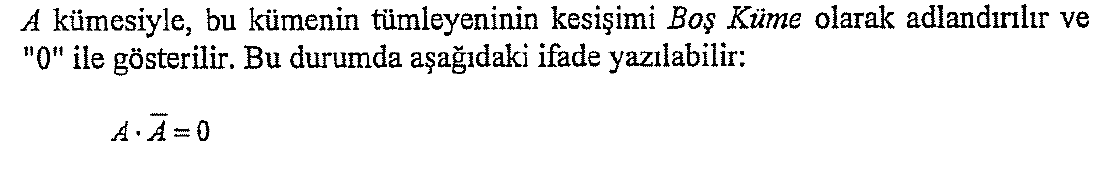 A kümesiyle, bu kümenin tümleyeninin kesişimi Boş Küme olarak adlandırılır ve
"0" ile gösterilir. Bu durumda aşağıdaki ifade yazılabilir:
A · A̅ = 0